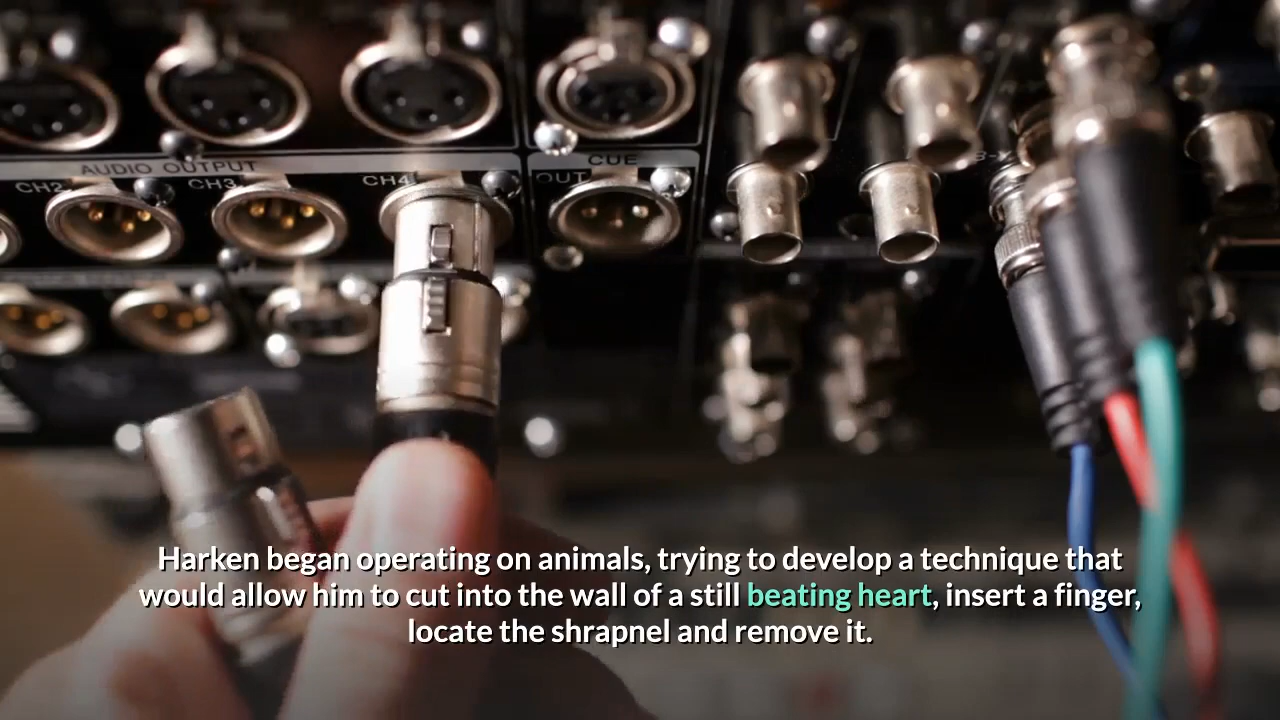 AUDIO OUTPUT
CUE
CH2
CH3
CH4
OUT
Harken began operating on animals, trying to develop a technique that
would allow him to cut into the wall of a still beating heart, insert a finger,
locate the shrapnel and remove it.